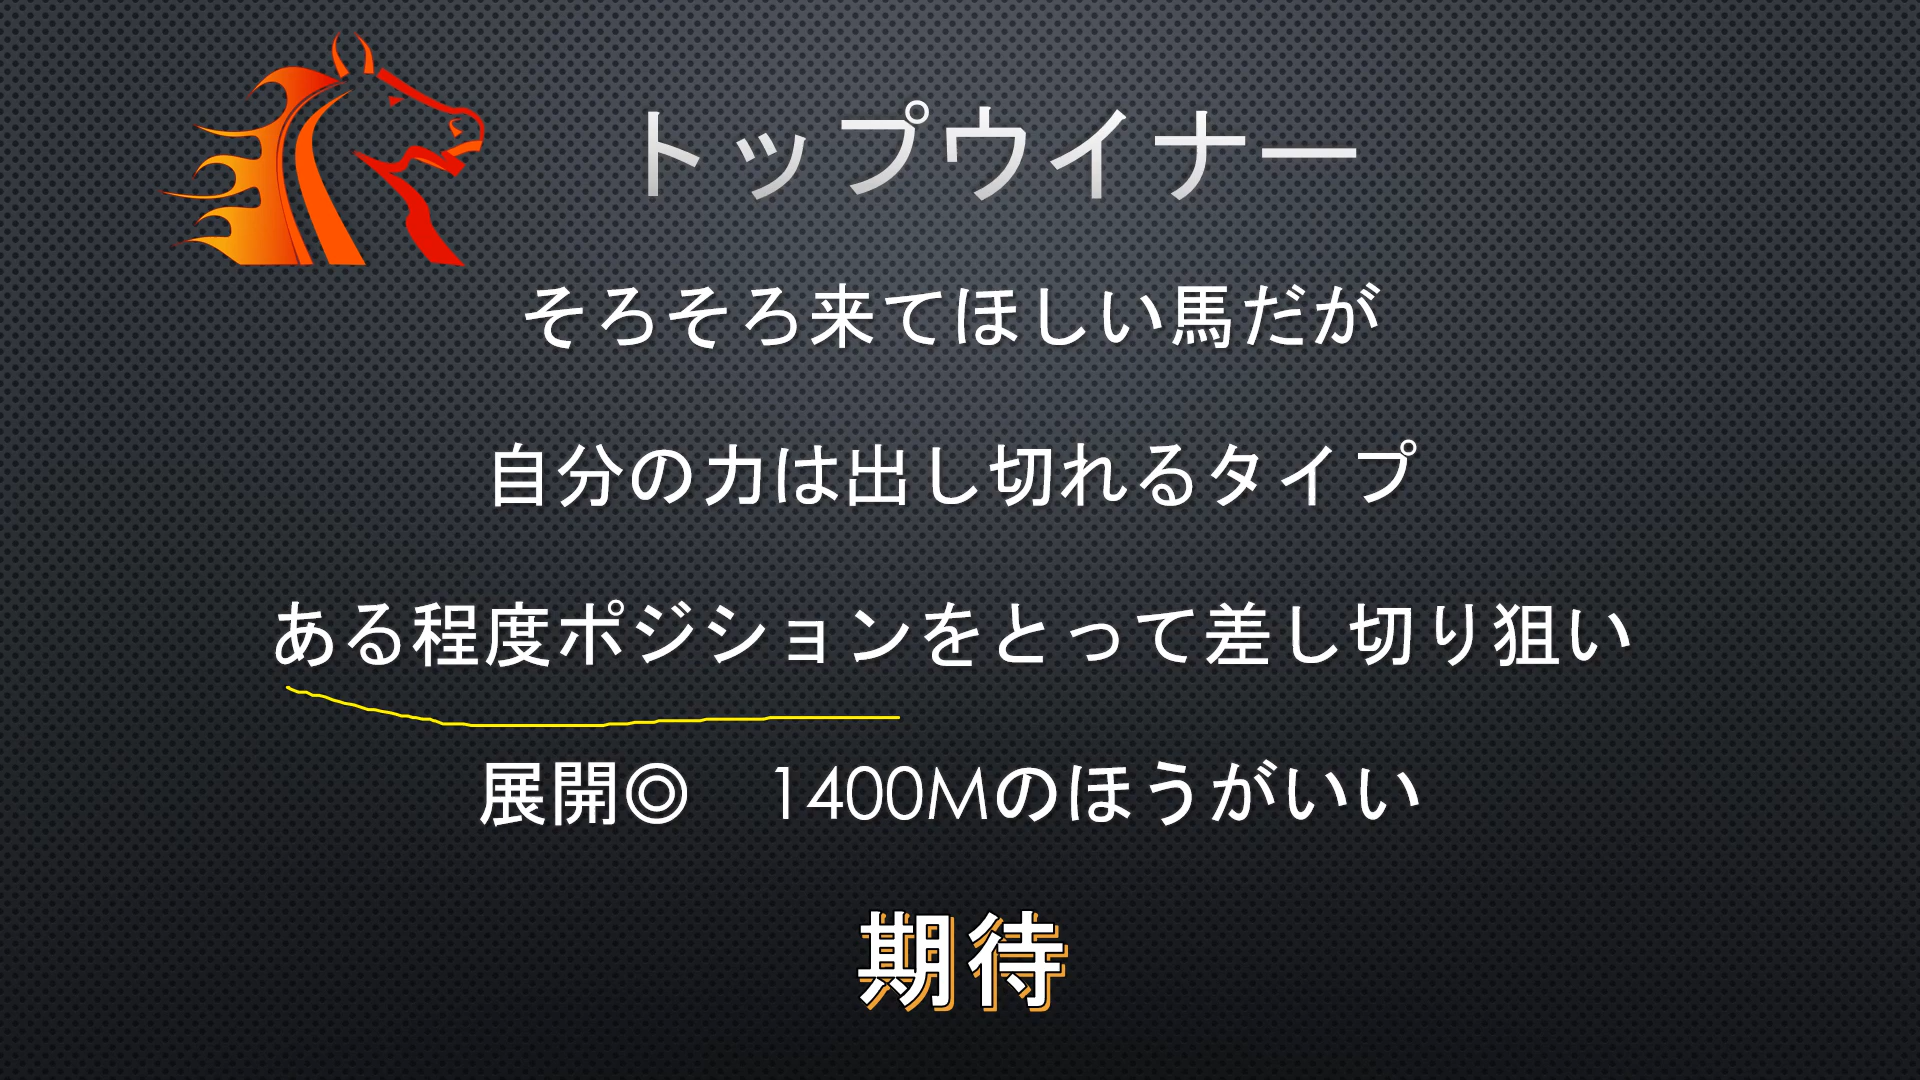 トップウイナー
そろそろ来てほしい馬だが
自分の力は出し切れるタイプ
ある程度ポジションをとって差し切り狙い
展開◎　1400Mのほうがいい
期待